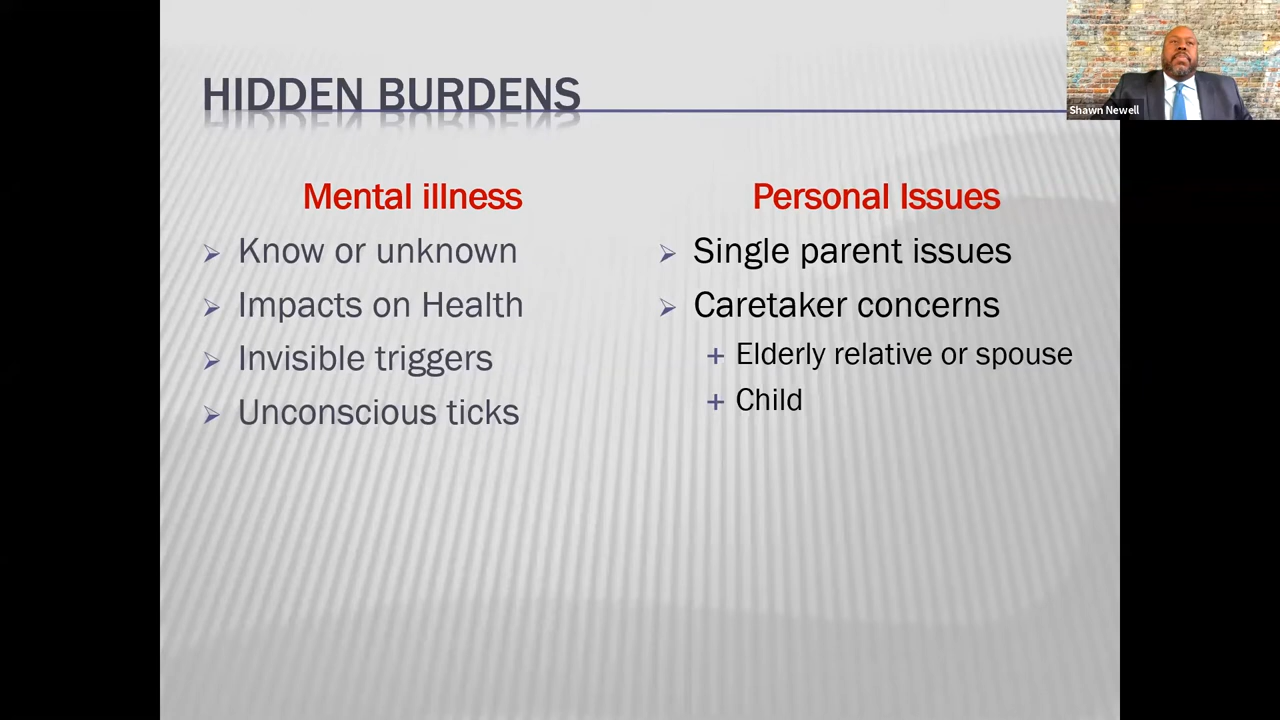 HIDDEN BURDENS
Shawn Newell
Mental illness
Know or unknown
Impacts on Health
Invisible triggers
Unconscious ticks
Personal Issues
Single parent issues
Caretaker concerns
Elderly relative or spouse
Child